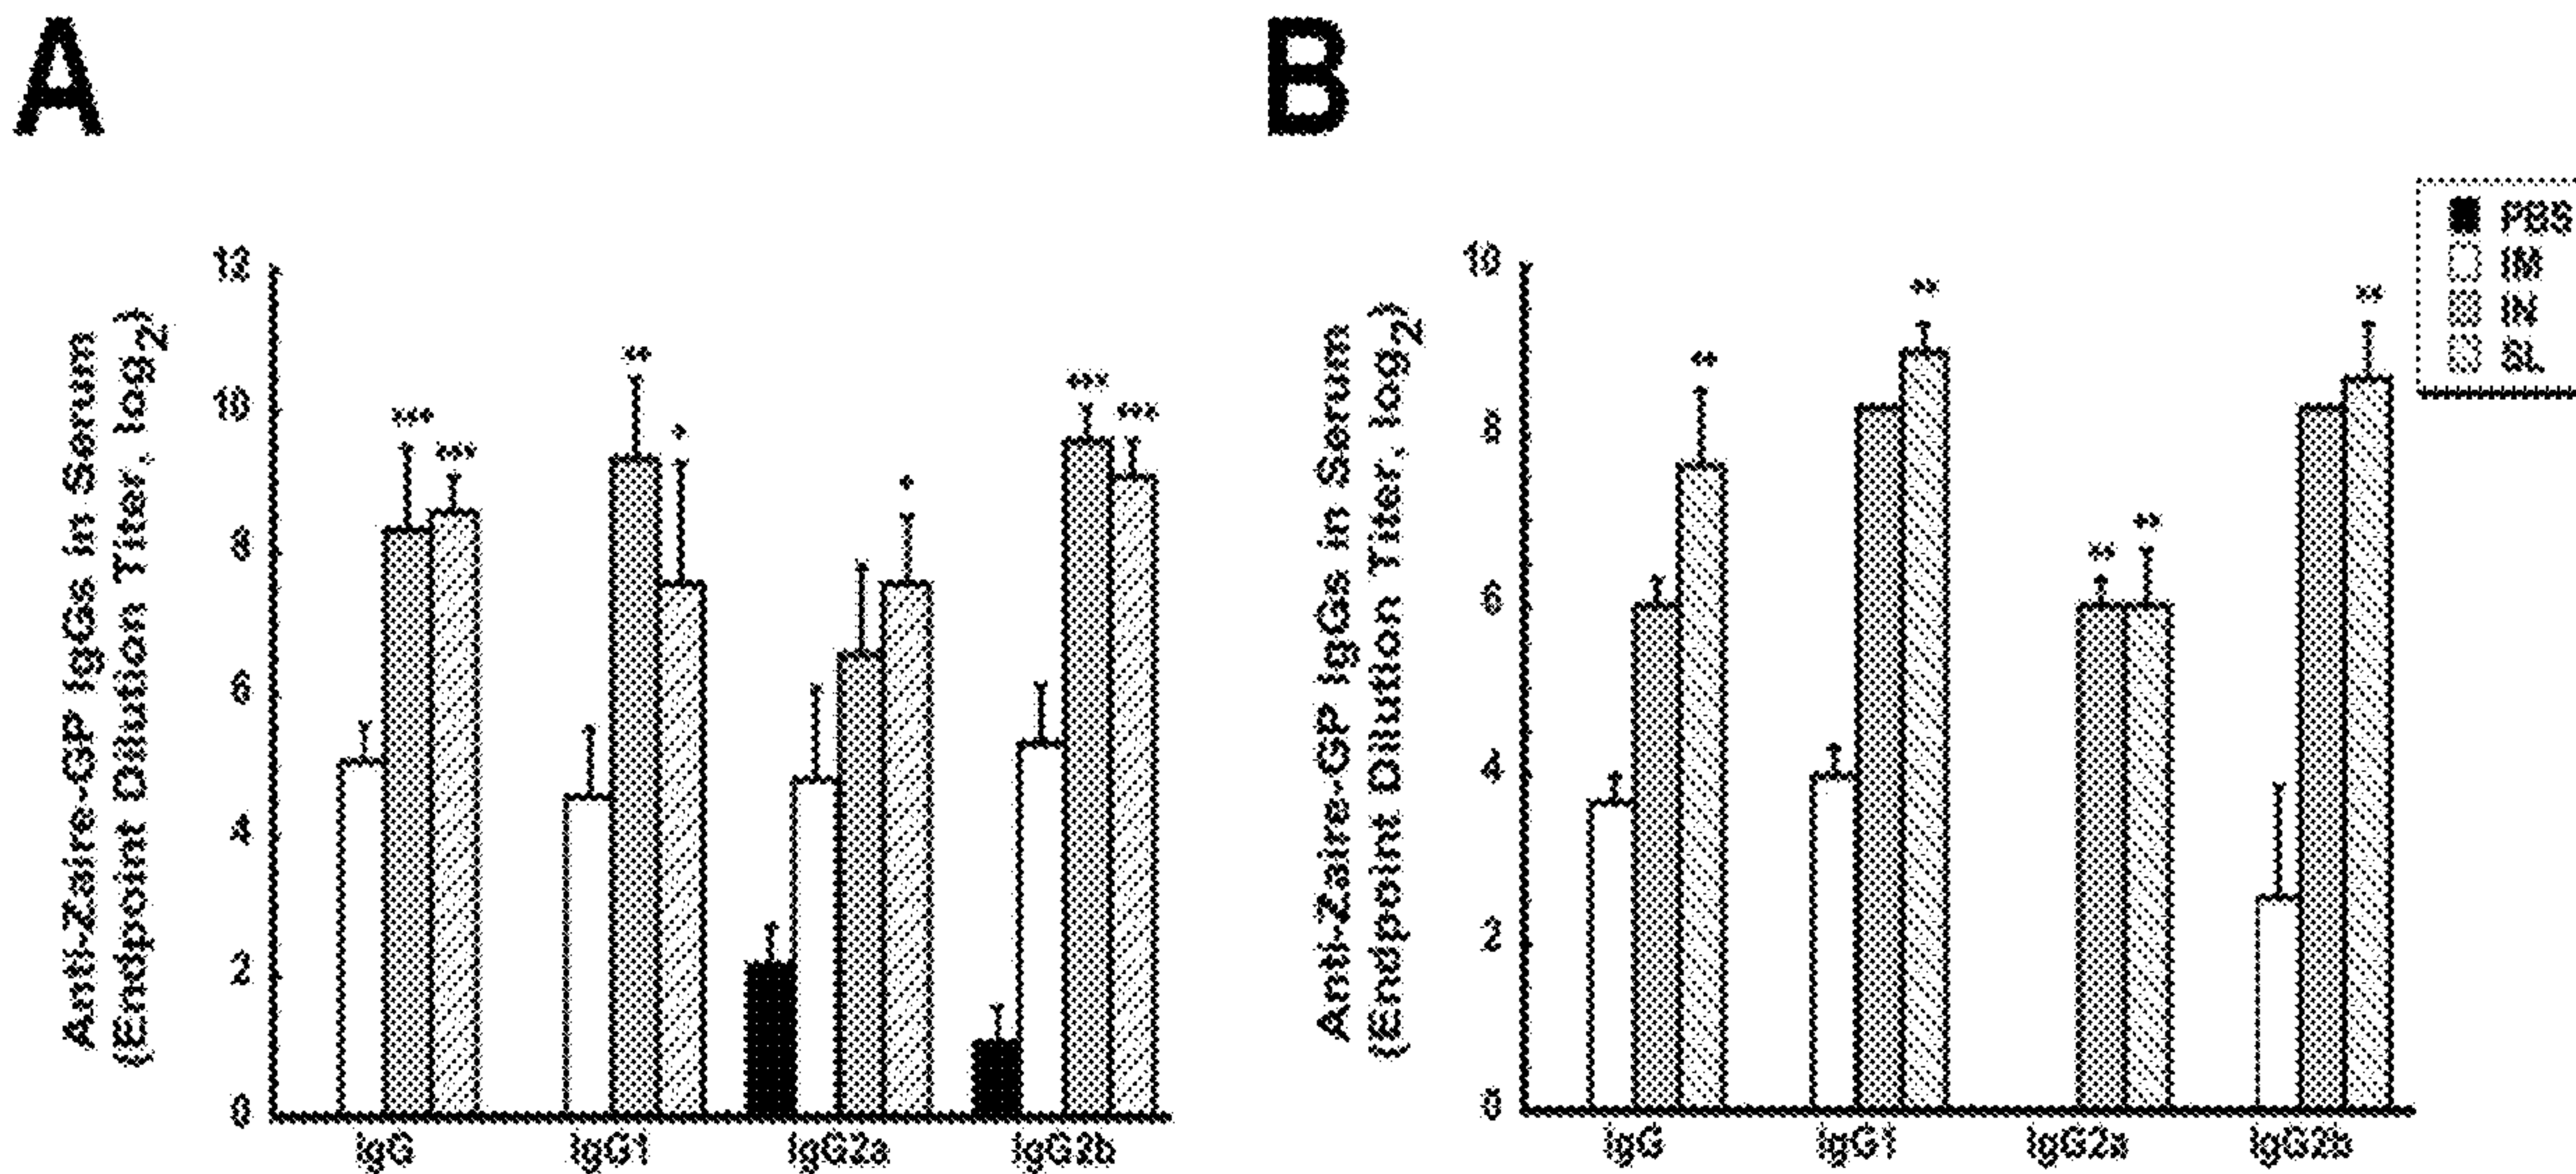 A
Anti-Zaire-GP IgGs in Serum
(Endpoint Dilution Titer, log2)
12
10
8
6
4
2
0
***
***
**
*
*
***
***
IgG
IgG1
IgG2a
IgG2b
B
Anti-Zaire-GP IgGs in Serum
(Endpoint Dilution Titer, log2)
10
8
6
4
2
0
**
**
**
**
**
IgG
IgG1
IgG2a
IgG2b
PBS
IM
IN